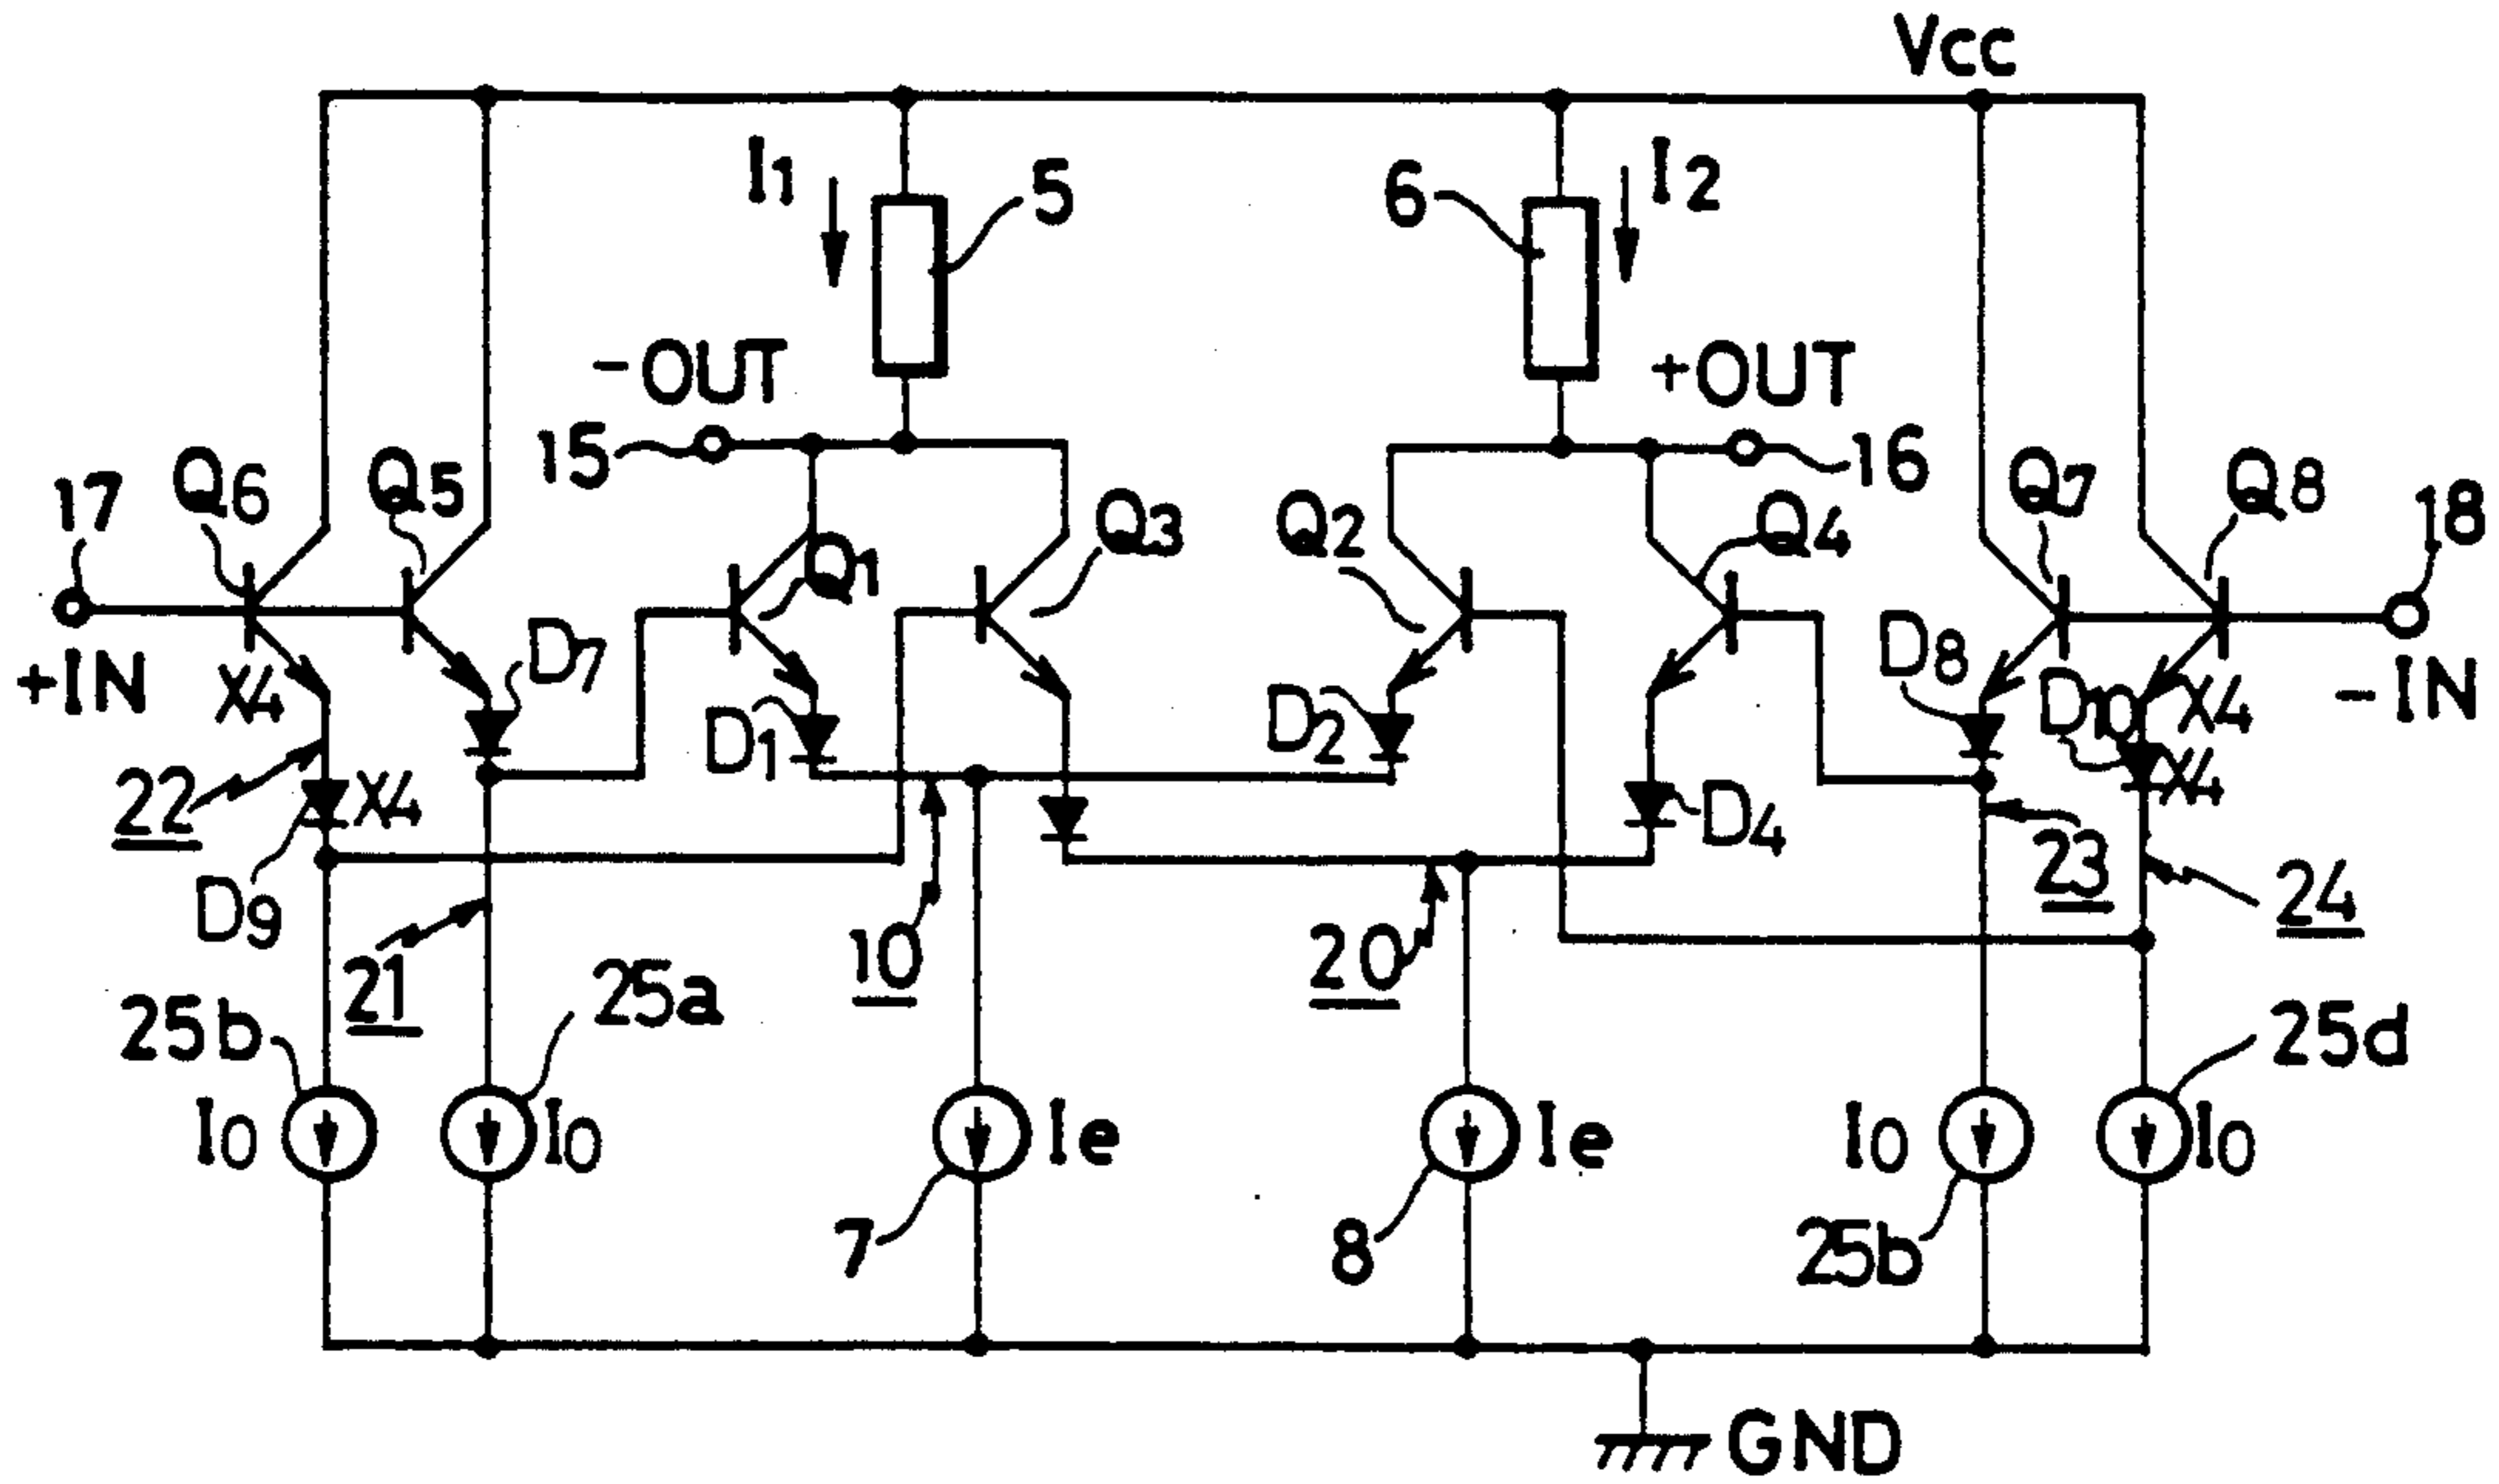 Vcc
I1
5
6
I2
-OUT
+OUT
15
16
17
Q6
Q5
Q1
Q3
Q2
Q4
Q7
Q8
18
+IN
X4
D7
D1
D2
D8
D10
X4
-IN
22
X4
D4
X4
D9
23
24
21
25a
10
20
25b
25d
I0
I0
Ie
Ie
I0
I0
7
8
25b
GND